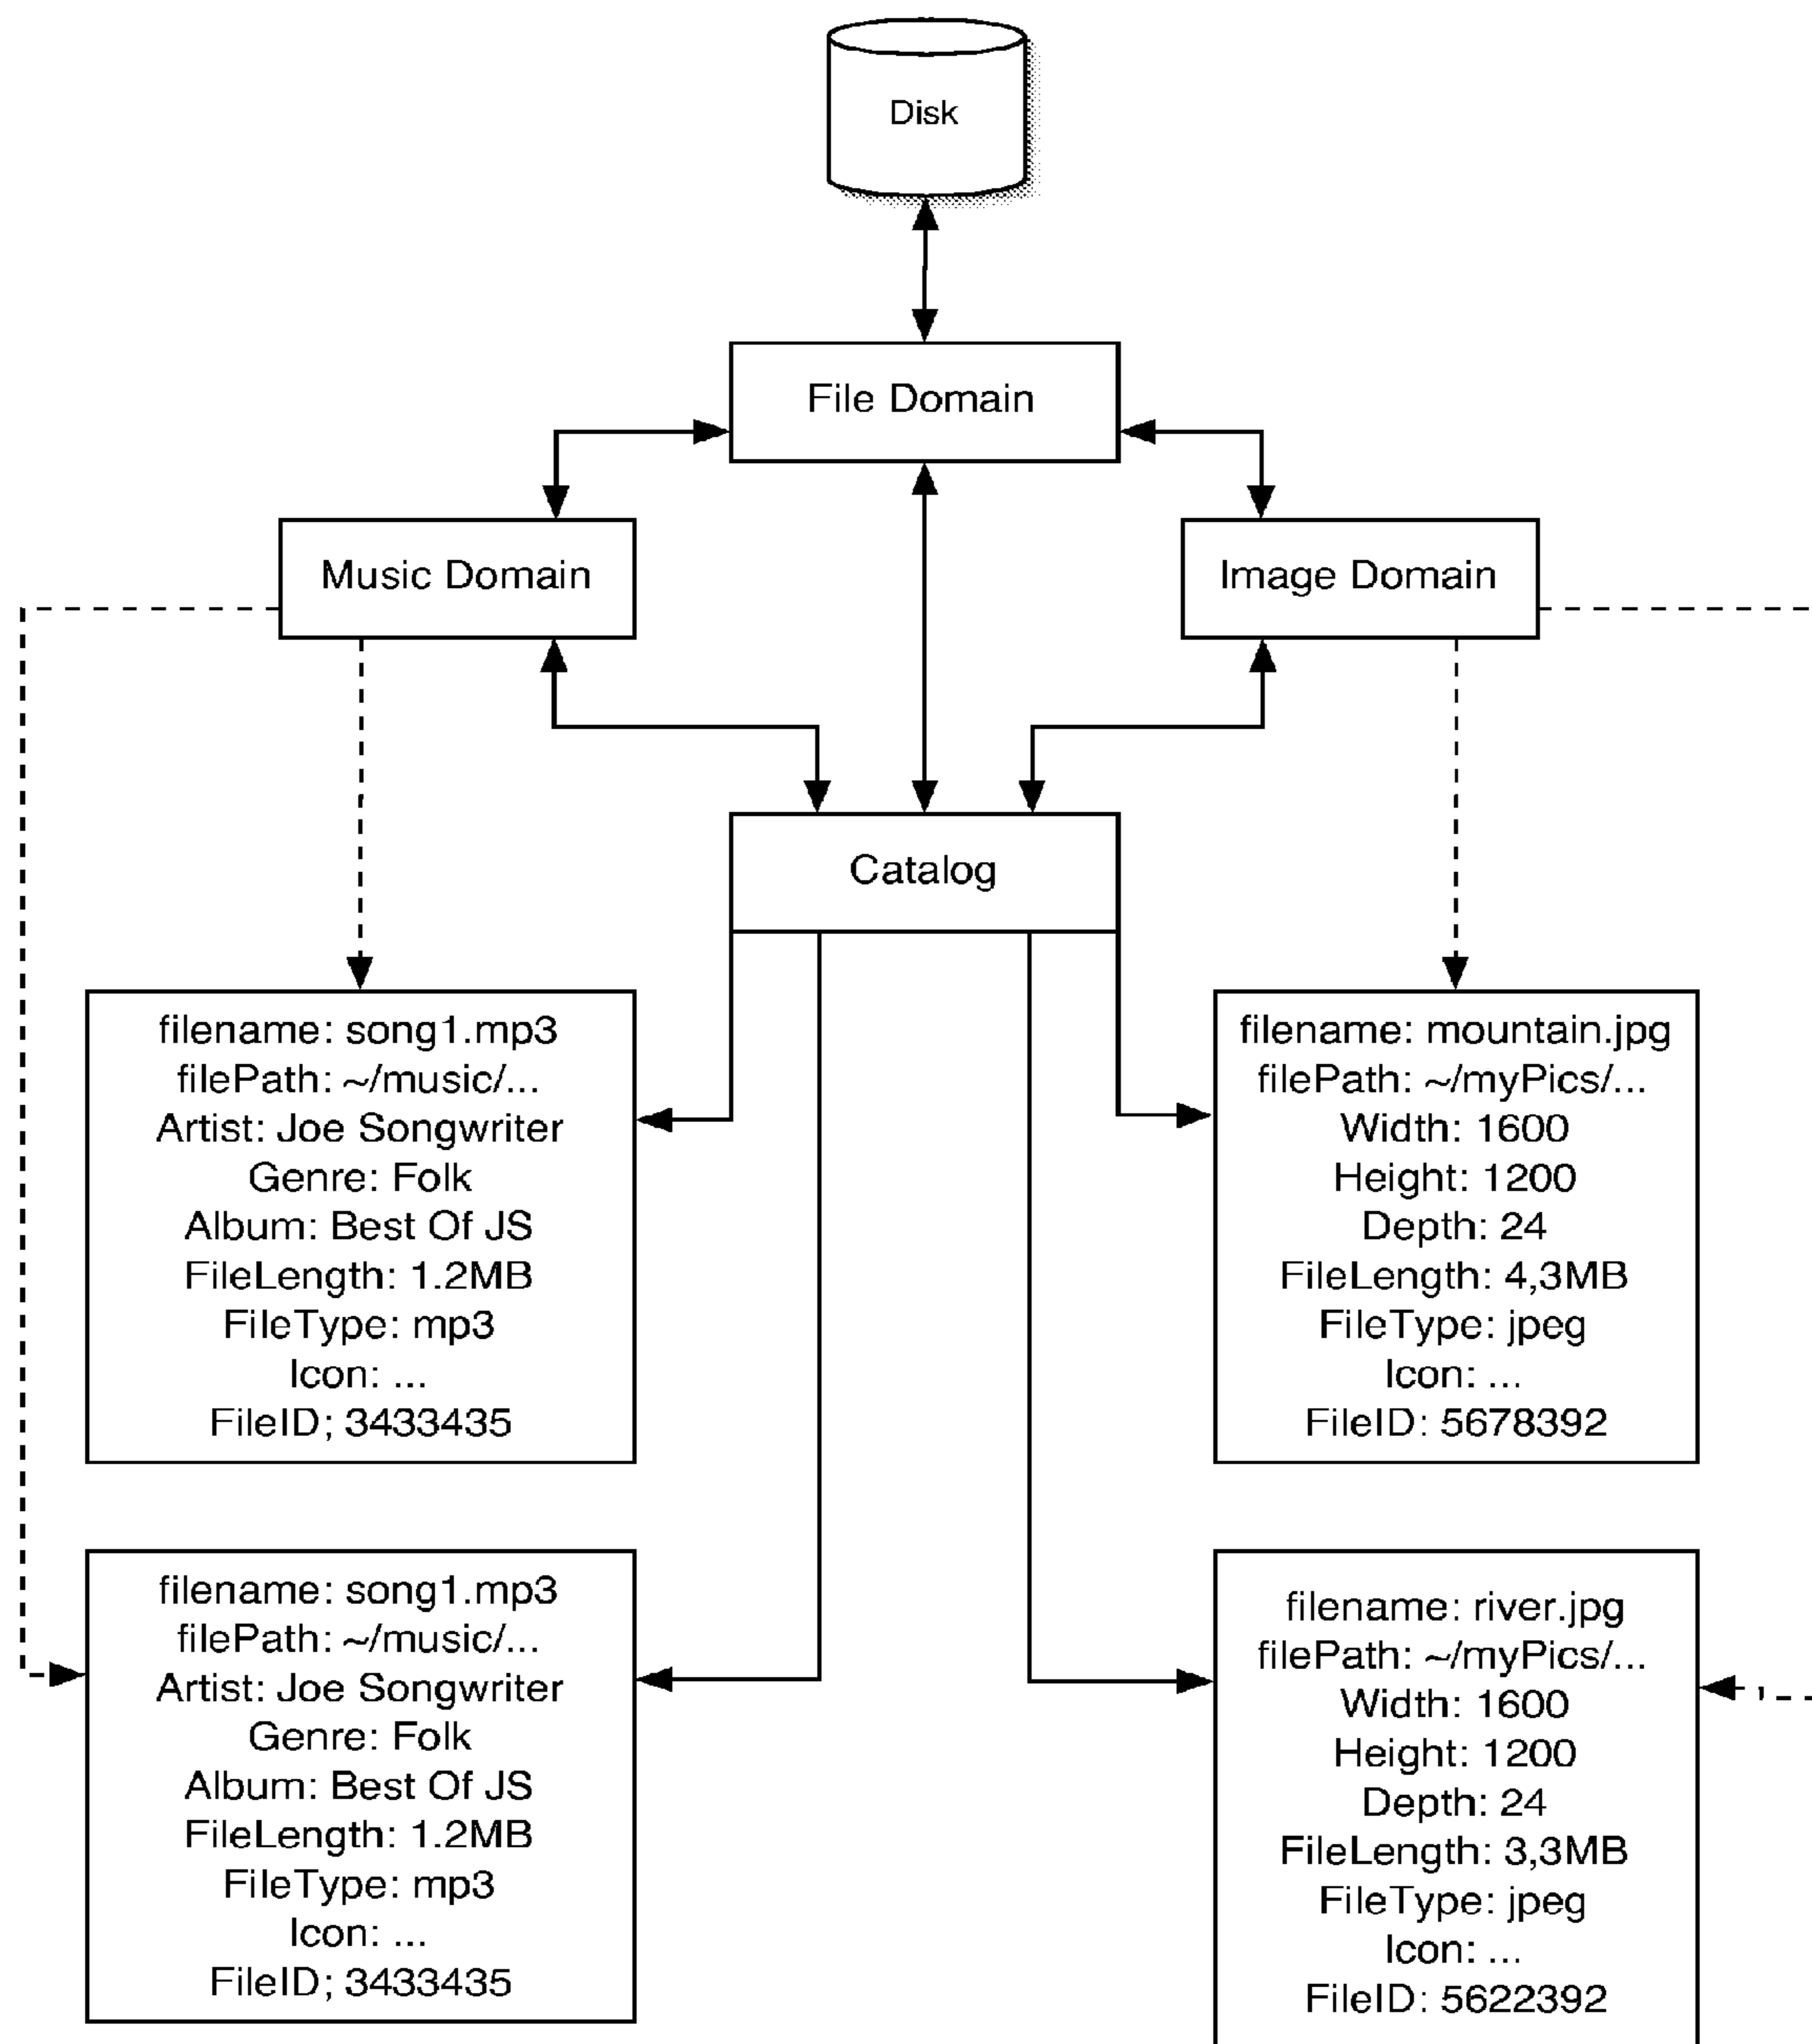 Disk
File Domain
Music Domain
Image Domain
Catalog
filename: song1.mp3
filePath: ~/music/...
Artist: Joe Songwriter
Genre: Folk
Album: Best Of JS
FileLength: 1.2MB
FileType: mp3
Icon: ...
FileID; 3433435
filename: mountain.jpg
filePath: ~/myPics/...
Width: 1600
Height: 1200
Depth: 24
FileLength: 4,3MB
FileType: jpeg
Icon: ...
FileID: 5678392
filename: song1.mp3
filePath: ~/music/...
Artist: Joe Songwriter
Genre: Folk
Album: Best Of JS
FileLength: 1.2MB
FileType: mp3
Icon: ...
FileID; 3433435
filename: river.jpg
filePath: ~/myPics/...
Width: 1600
Height: 1200
Depth: 24
FileLength: 3,3MB
FileType: jpeg
Icon: ...
FileID: 5622392